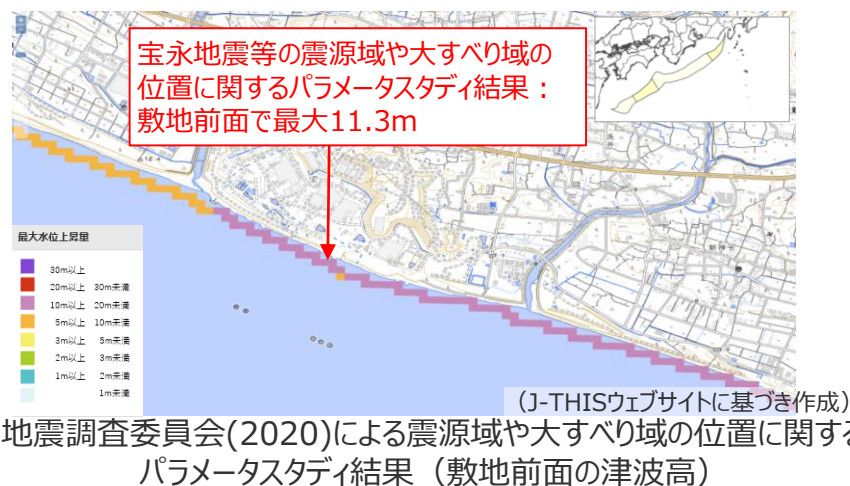 宝永地震等の震源域や大すべり域の
位置に関するパラメータスタディ結果：
敷地前面で最大11.3m
最大水位上昇量
30m以上
20m以上 30m未満
10m以上 20m未満
5m以上 10m未満
3m以上 5m未満
2m以上 3m未満
1m以上 2m未満
1m未満
（J-THISウェブサイトに基づき作成）
地震調査委員会(2020)による震源域や大すべり域の位置に関する
パラメータスタディ結果（敷地前面の津波高）